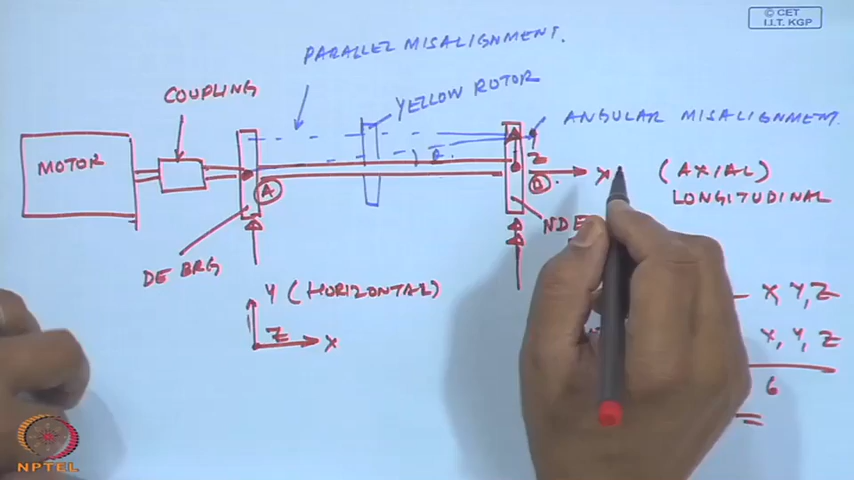 © CET
I.I.T. KGP
PARALLEL MISALIGNMENT.
COUPLING
YELLOW ROTOR
ANGULAR MISALIGNMENT.
MOTOR
θ
Y
Z
X
(AXIAL)
LONGITUDINAL
A
NDE
DE BRG
Y (HORIZONTAL)
Z
X
X, Y, Z
X, Y, Z
6
NPTEL